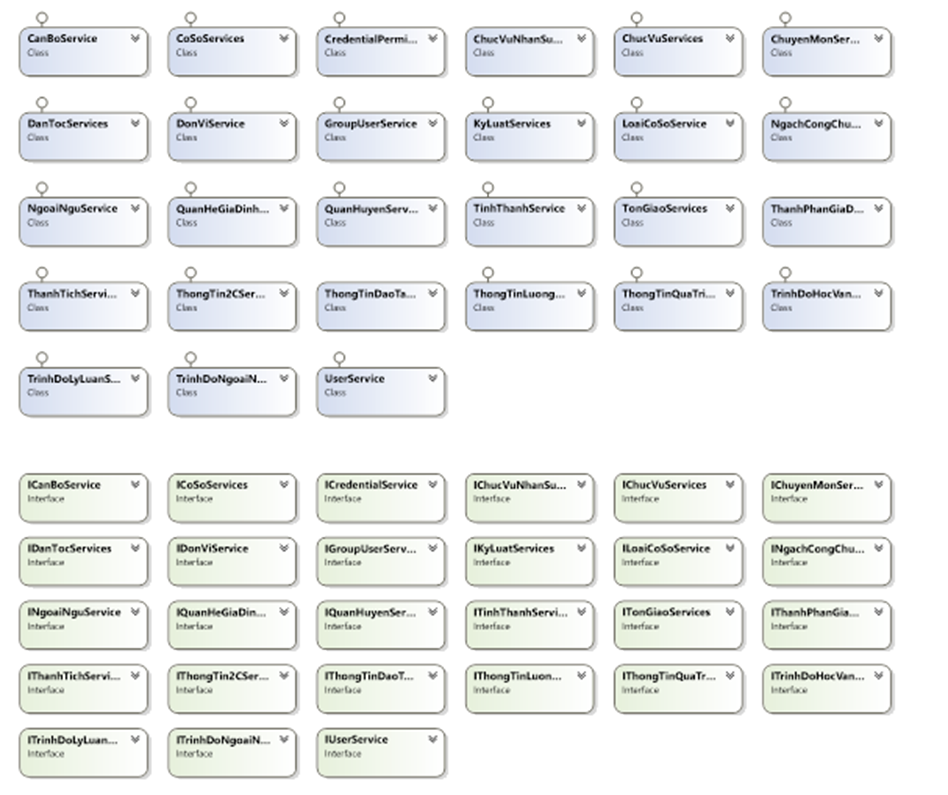 CanBoService CoSoServices CredentialPermi... ChucVuNhanSu... ChucVuServices ChuyenMonSer...
Class Class Class Class Class Class
DanTocServices DonViService GroupUserService KyLuatServices LoaiCoSoService NgachCongChu...
Class Class Class Class Class Class
NgoaiNguService QuanHeGiaDinh... QuanHuyenServ... TinhThanhService TonGiaoServices ThanhPhanGiaD...
Class Class Class Class Class Class
ThanhTichServi... ThongTin2CSer... ThongTinDaoTa... ThongTinLuong... ThongTinQuaTri... TrinhDoHocVan...
Class Class Class Class Class Class
TrinhDoLyLuanS... TrinhDoNgoaiN... UserService
Class Class Class
ICanBoService ICoSoServices ICredentialService IChucVuNhanSu... IChucVuServices IChuyenMonSer...
Interface Interface Interface Interface Interface Interface
IDanTocServices IDonViService IGroupUserServ... IKyLuatServices ILoaiCoSoService INgachCongChu...
Interface Interface Interface Interface Interface Interface
INgoaiNguService IQuanHeGiaDin... IQuanHuyenSer... ITinhThanhServi... ITonGiaoServices IThanhPhanGia...
Interface Interface Interface Interface Interface Interface
IThanhTichServi... IThongTin2CSer... IThongTinDaoT... IThongTinLuon... IThongTinQuaTr... ITrinhDoHocVan...
Interface Interface Interface Interface Interface Interface
ITrinhDoLyLuan... ITrinhDoNgoaiN... IUserService
Interface Interface Interface